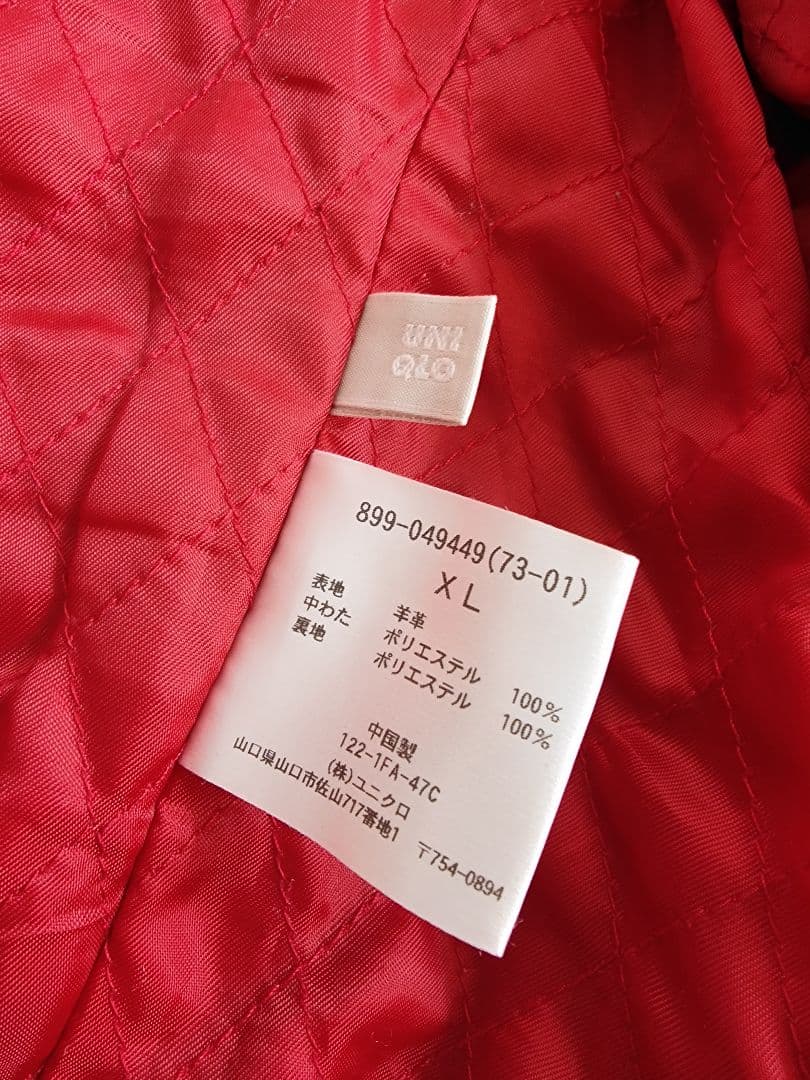 UNI
QLO
899-049449(73-01)
XL
表地 羊革
中わた ポリエステル 100%
裏地 ポリエステル 100%
中国製
122-1FA-47C
(株)ユニクロ
山口県山口市佐山717番地1 〒754-0894